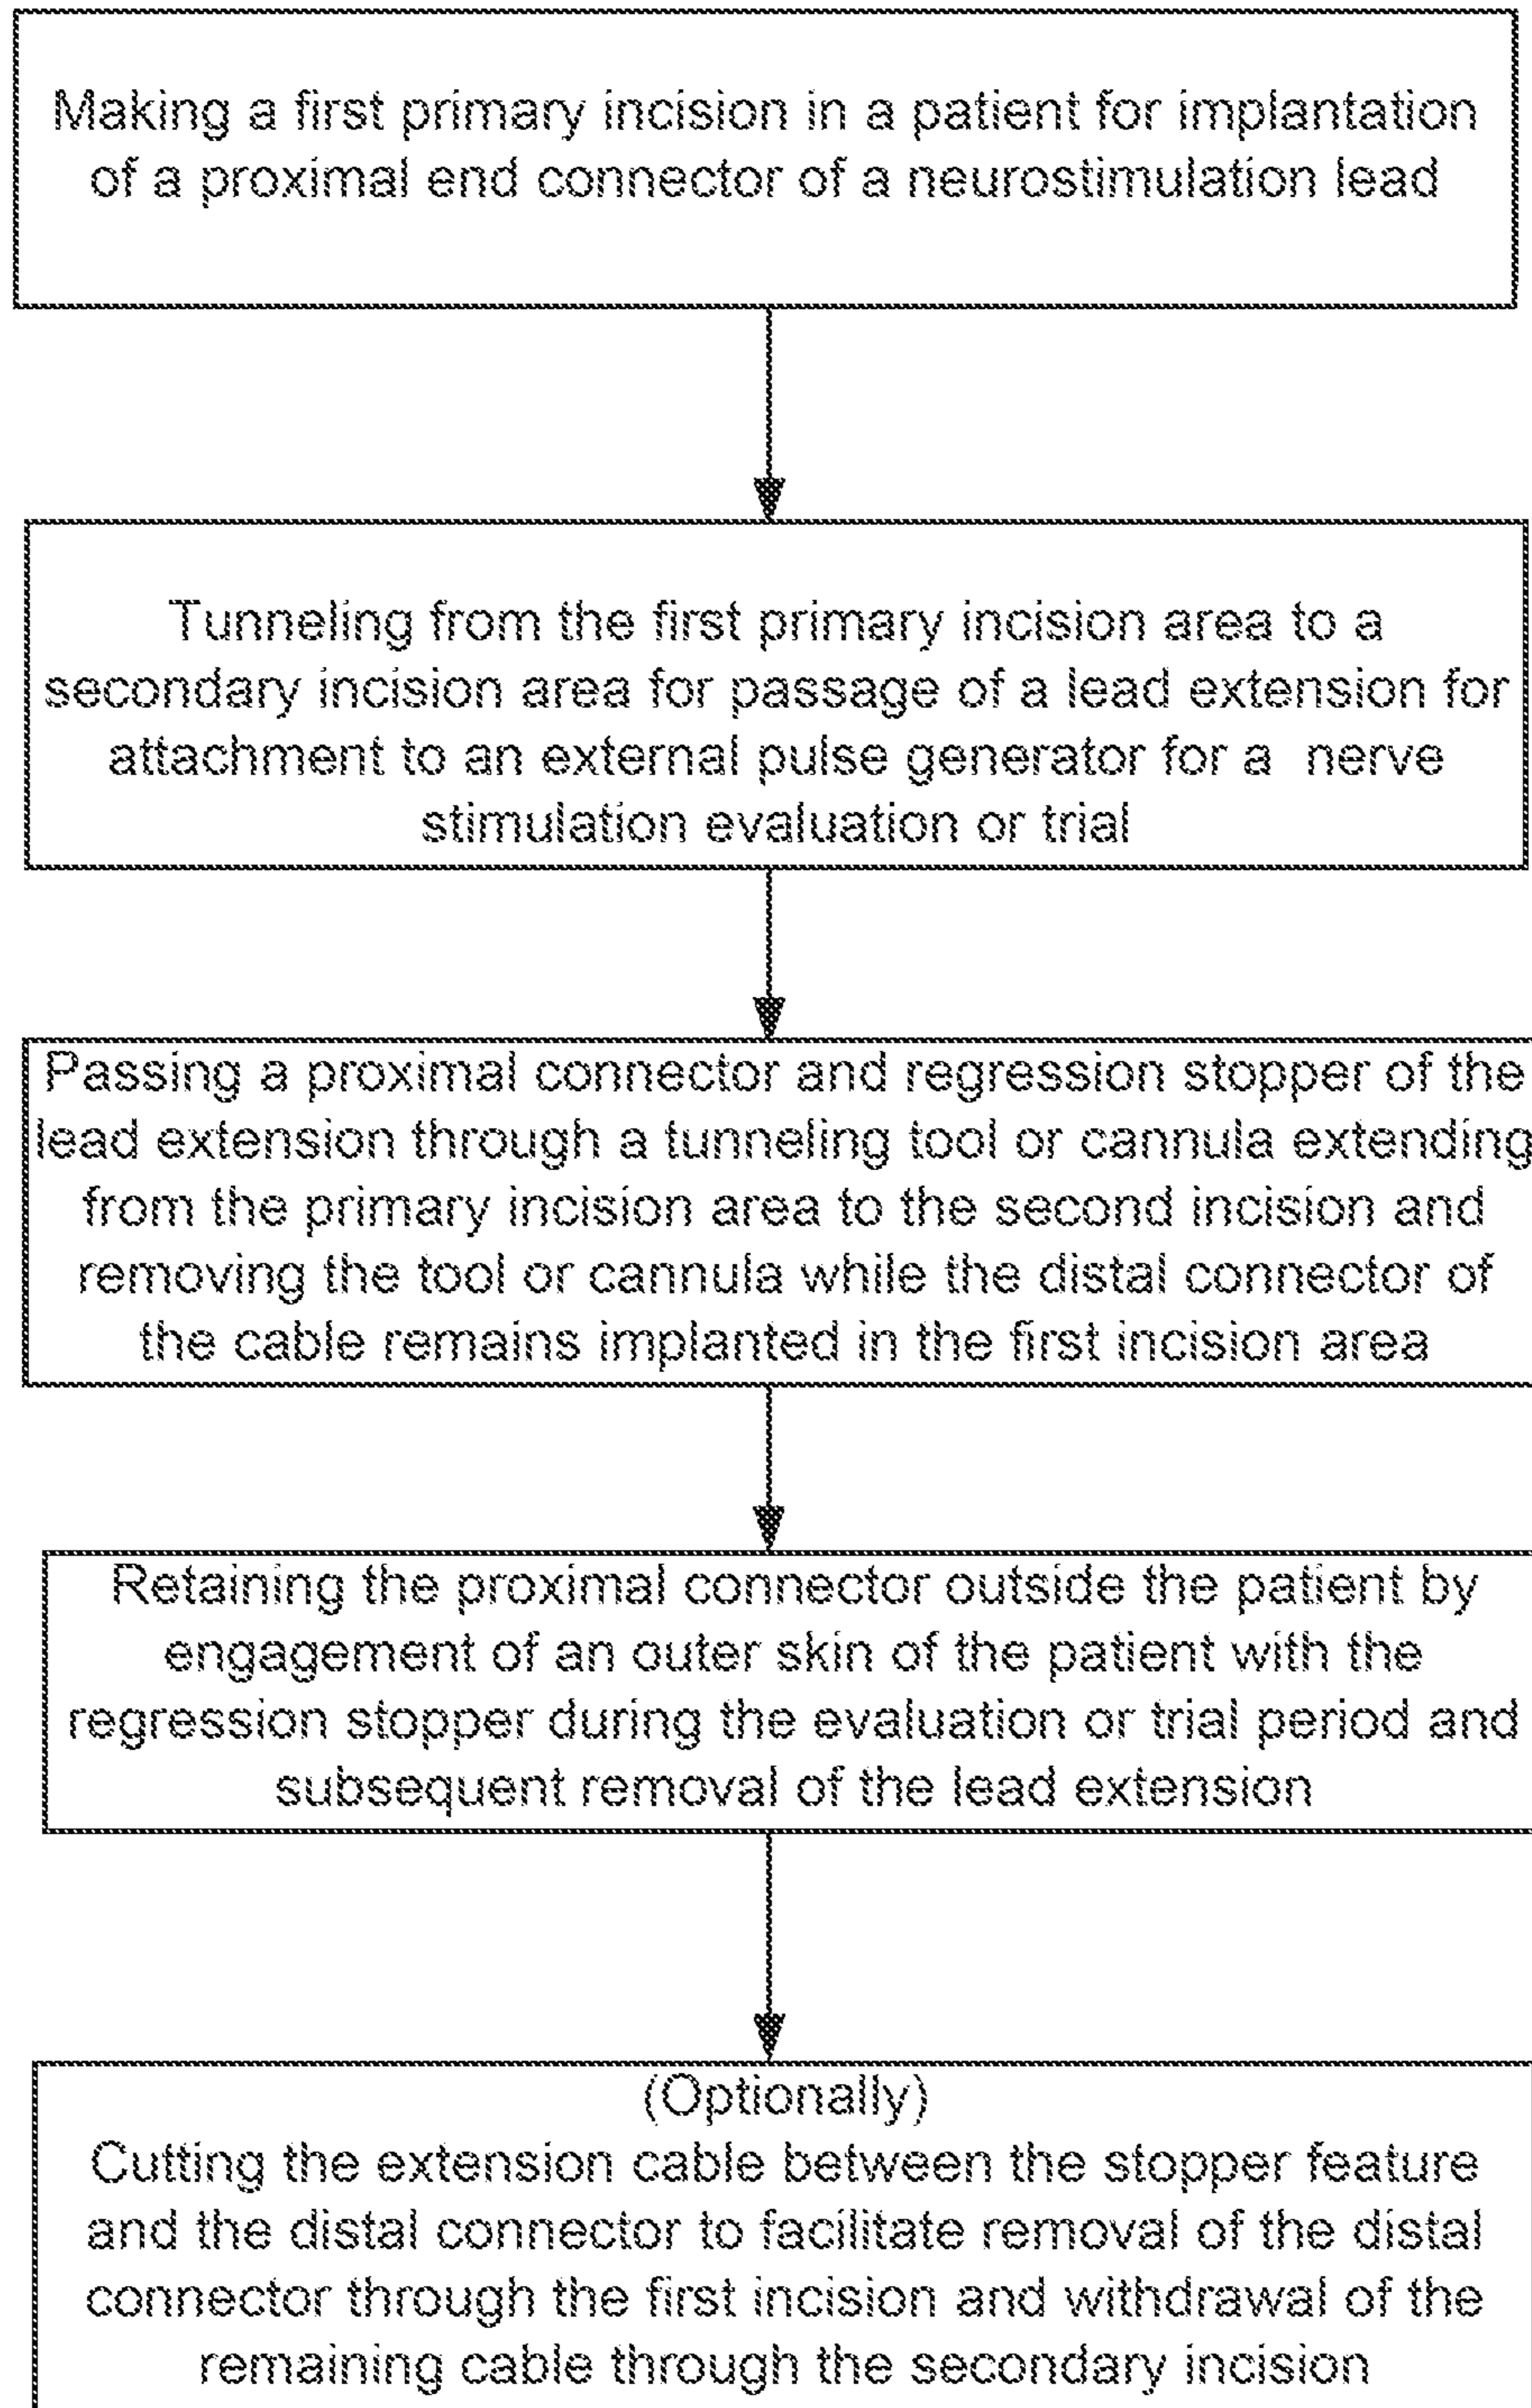 Making a first primary incision in a patient for implantation
of a proximal end connector of a neurostimulation lead
Tunneling from the first primary incision area to a
secondary incision area for passage of a lead extension for
attachment to an external pulse generator for a nerve
stimulation evaluation or trial
Passing a proximal connector and regression stopper of the
lead extension through a tunneling tool or cannula extending
from the primary incision area to the second incision and
removing the tool or cannula while the distal connector of
the cable remains implanted in the first incision area
Retaining the proximal connector outside the patient by
engagement of an outer skin of the patient with the
regression stopper during the evaluation or trial period and
subsequent removal of the lead extension
(Optionally)
Cutting the extension cable between the stopper feature
and the distal connector to facilitate removal of the distal
connector through the first incision and withdrawal of the
remaining cable through the secondary incision